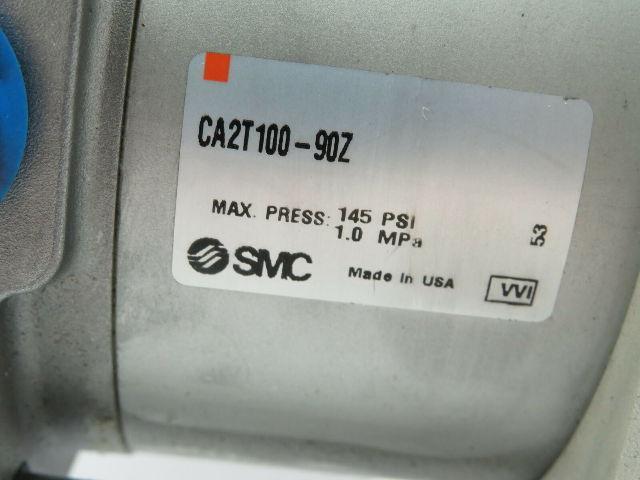 CA2T100-90Z
MAX. PRESS: 145 PSI
1.0 MPa
53
SMC Made in USA VVI